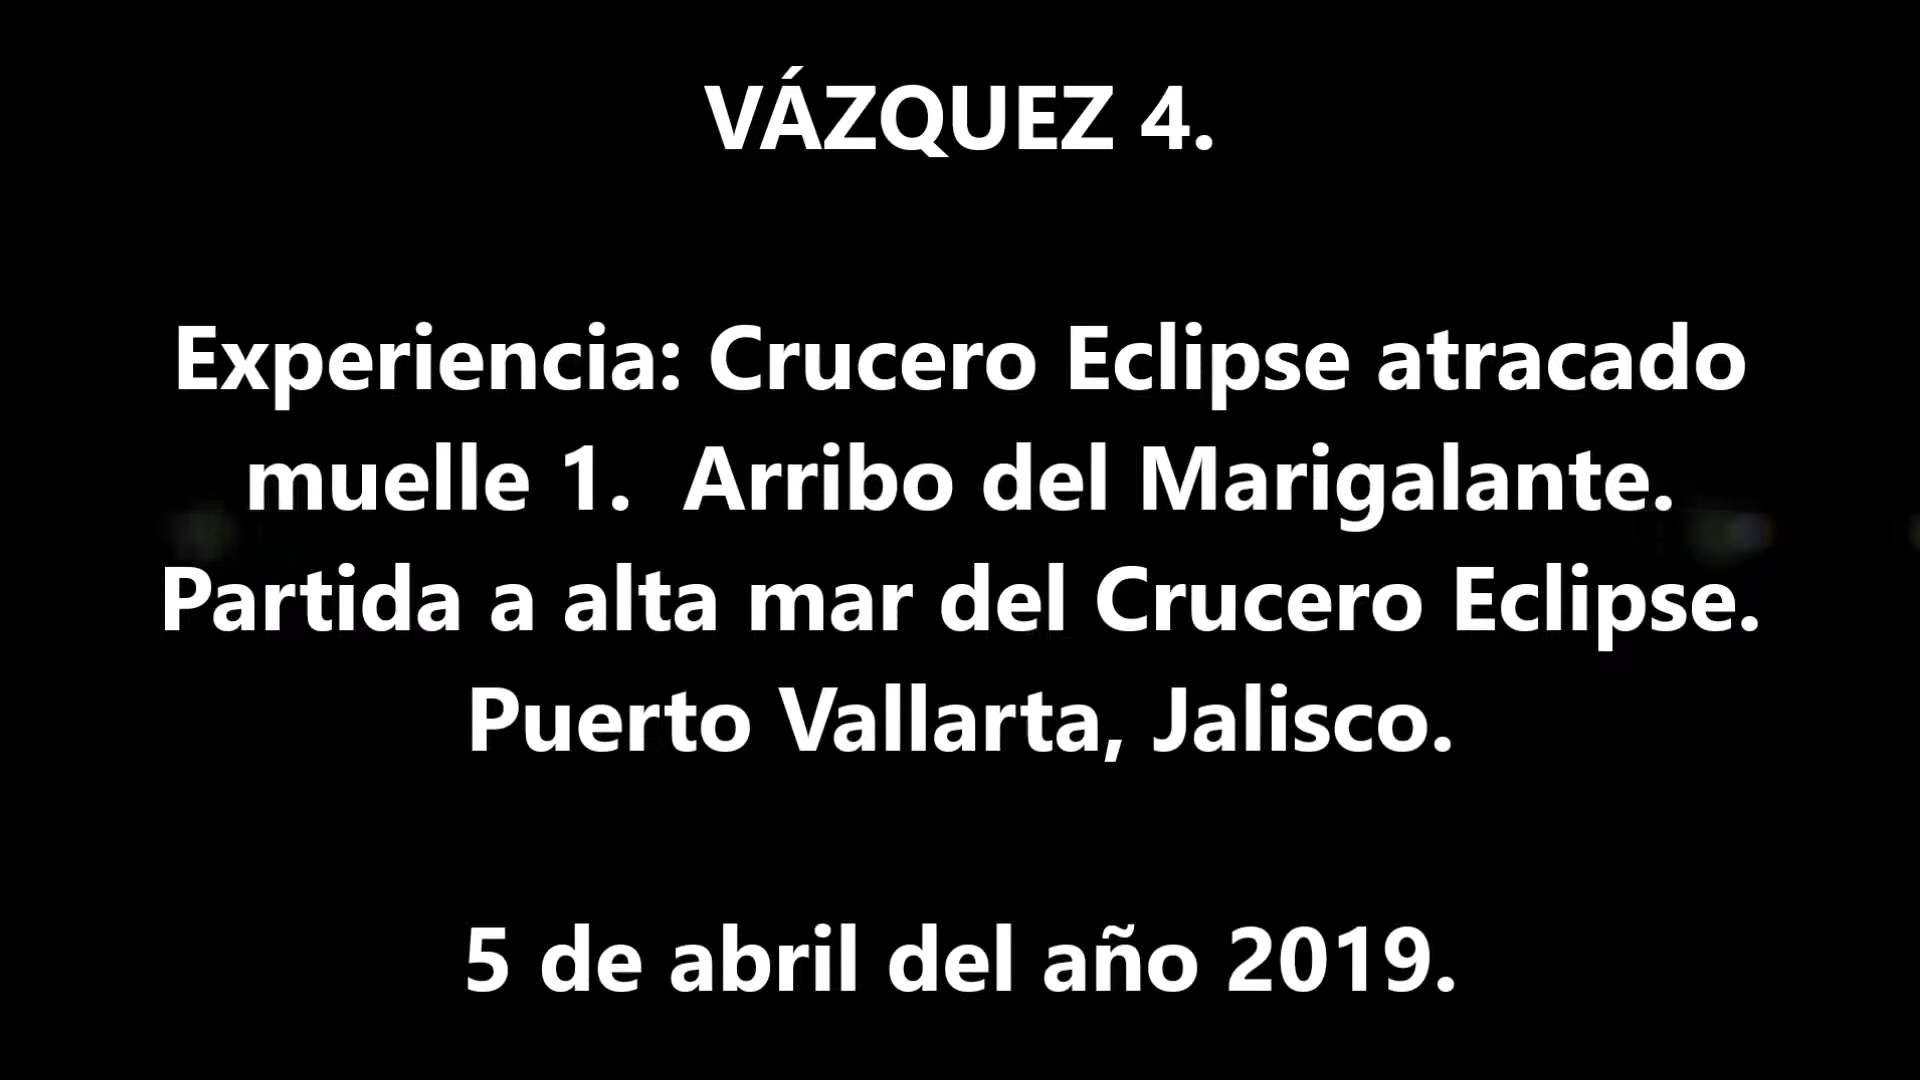 VÁZQUEZ 4.
Experiencia: Crucero Eclipse atracado
muelle 1.  Arribo del Marigalante.
Partida a alta mar del Crucero Eclipse.
Puerto Vallarta, Jalisco.
5 de abril del año 2019.